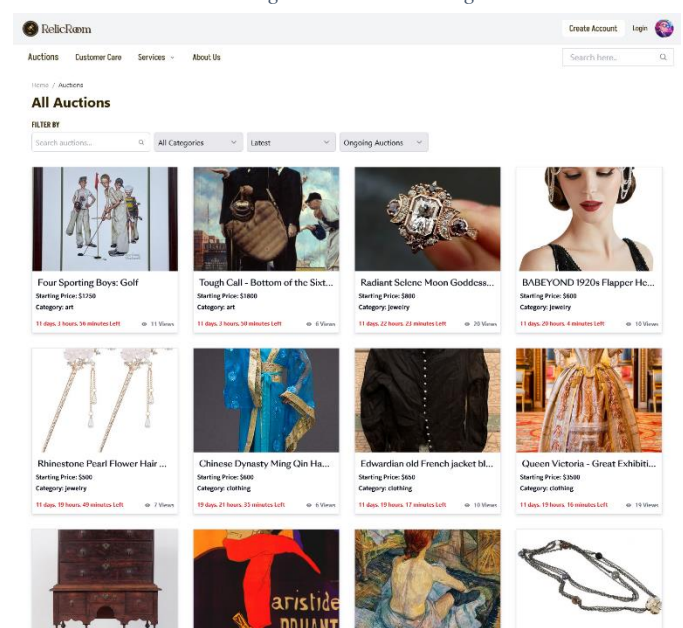 RelicRoom
Create Account Login
Auctions Customer Care Services About Us Search here..
Home / Auctions
All Auctions
FILTER BY
Search auctions... All Categories Latest Ongoing Auctions
Four Sporting Boys: Golf
Starting Price: $1750
Category: art
11 days, 3 hours, 56 minutes Left 11 Views
Tough Call - Bottom of the Sixt...
Starting Price: $1800
Category: art
11 days, 3 hours, 50 minutes Left 6 Views
Radiant Selene Moon Goddess...
Starting Price: $800
Category: jewelry
11 days, 22 hours, 23 minutes Left 20 Views
BABEYOND 1920s Flapper He...
Starting Price: $600
Category: jewelry
11 days, 20 hours, 4 minutes Left 10 Views
Rhinestone Pearl Flower Hair ...
Starting Price: $500
Category: jewelry
11 days, 19 hours, 49 minutes Left 7 Views
Chinese Dynasty Ming Qin Ha...
Starting Price: $600
Category: clothing
19 days, 21 hours, 35 minutes Left 6 Views
Edwardian old French jacket bl...
Starting Price: $650
Category: clothing
11 days, 19 hours, 17 minutes Left 18 Views
Queen Victoria - Great Exhibiti...
Starting Price: $3500
Category: clothing
11 days, 19 hours, 16 minutes Left 19 Views
aristide